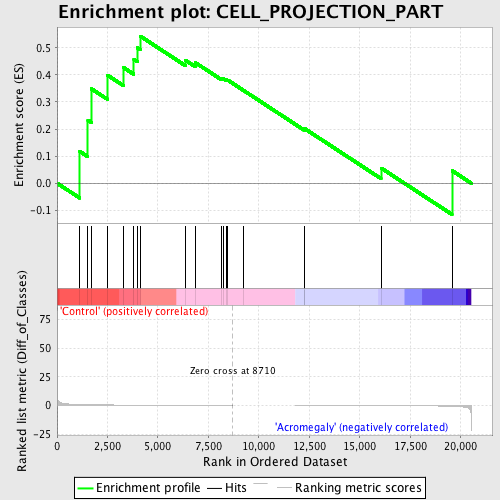 Enrichment plot: CELL_PROJECTION_PART
Enrichment score (ES)
0.5
0.4
0.3
0.2
0.1
0.0
-0.1
'Control' (positively correlated)
Ranked list metric (Diff_of_Classes)
75
50
25
0
-25
Zero cross at 8710
'Acromegaly' (negatively correlated)
0 2,500 5,000 7,500 10,000 12,500 15,000 17,500 20,000
Rank in Ordered Dataset
Enrichment profile Hits Ranking metric scores